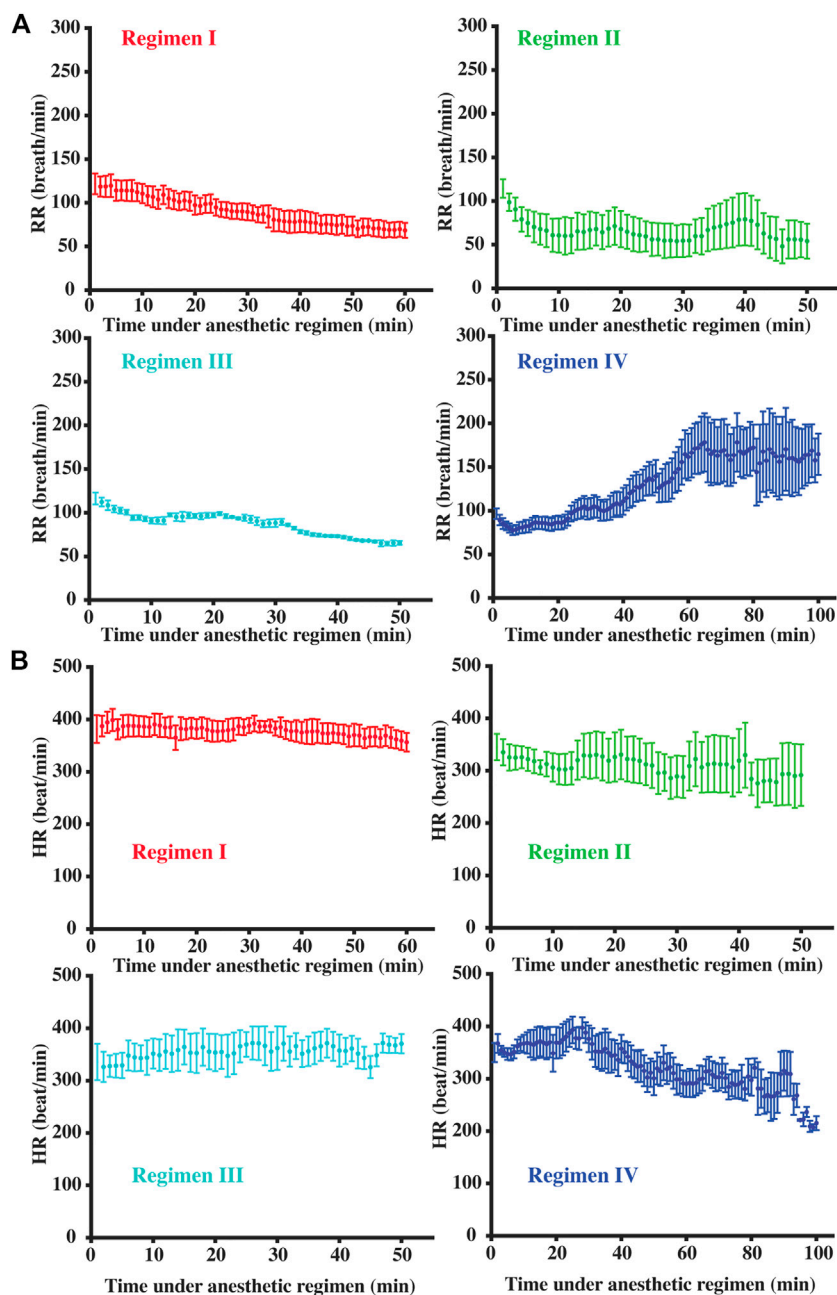 A
Regimen I
RR (breath/min)
300
250
200
150
100
50
0
0 10 20 30 40 50 60
Time under anesthetic regimen (min)
Regimen II
RR (breath/min)
300
250
200
150
100
50
0
0 10 20 30 40 50
Time under anesthetic regimen (min)
Regimen III
RR (breath/min)
300
250
200
150
100
50
0
0 10 20 30 40 50
Time under anesthetic regimen (min)
Regimen IV
RR (breath/min)
300
250
200
150
100
50
0
0 20 40 60 80 100
Time under anesthetic regimen (min)
B
HR (beat/min)
500
400
300
200
100
0
Regimen I
0 10 20 30 40 50 60
Time under anesthetic regimen (min)
HR (beat/min)
500
400
300
200
100
0
Regimen II
0 10 20 30 40 50
Time under anesthetic regimen (min)
HR (beat/min)
500
400
300
200
100
0
Regimen III
0 10 20 30 40 50
Time under anesthetic regimen (min)
HR (beat/min)
500
400
300
200
100
0
Regimen IV
0 20 40 60 80 100
Time under anesthetic regimen (min)